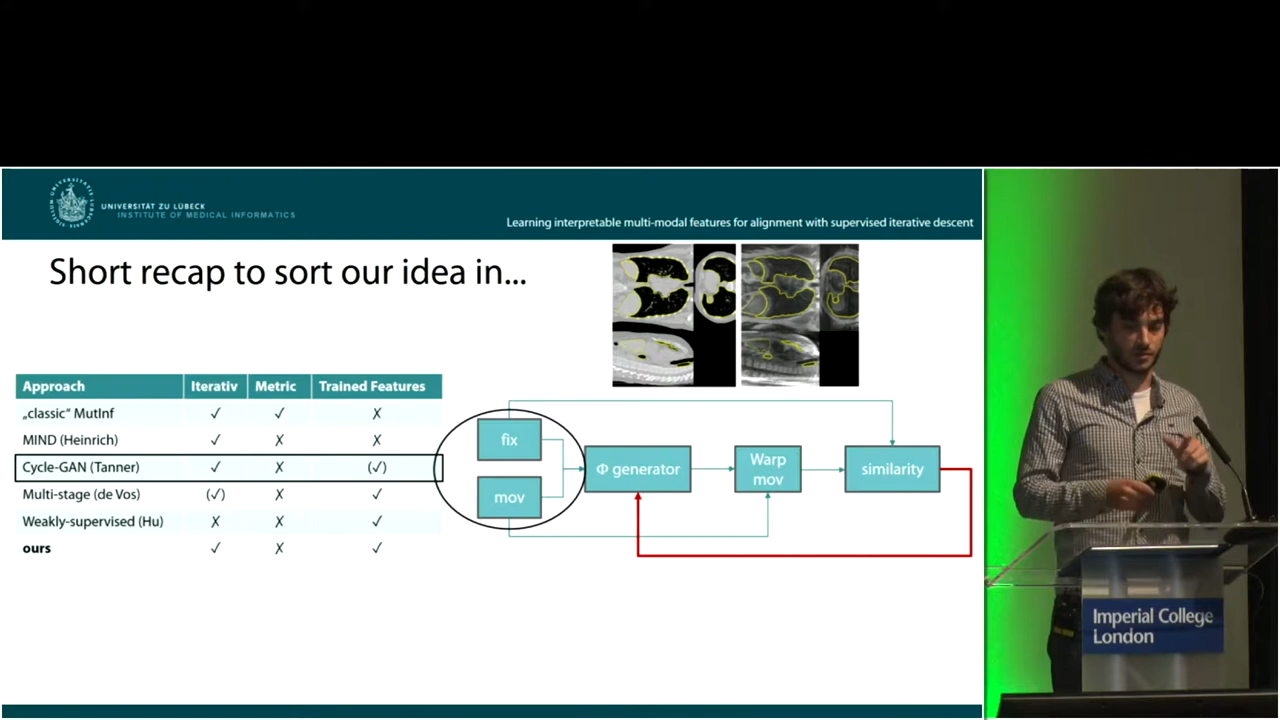 UNIVERSITÄT ZU LÜBECK
INSTITUTE OF MEDICAL INFORMATICS
Learning interpretable multi-modal features for alignment with supervised iterative descent
Short recap to sort our idea in...
Approach Iterativ Metric Trained Features
„classic“ MutInf ✓ ✓ ✗
MIND (Heinrich) ✓ ✗ ✗
Cycle-GAN (Tanner) ✓ ✗ (✓)
Multi-stage (de Vos) (✓) ✗ ✓
Weakly-supervised (Hu) ✗ ✗ ✓
ours ✓ ✗ ✓
fix
mov
Φ generator
Warp
mov
similarity
Imperial College
London